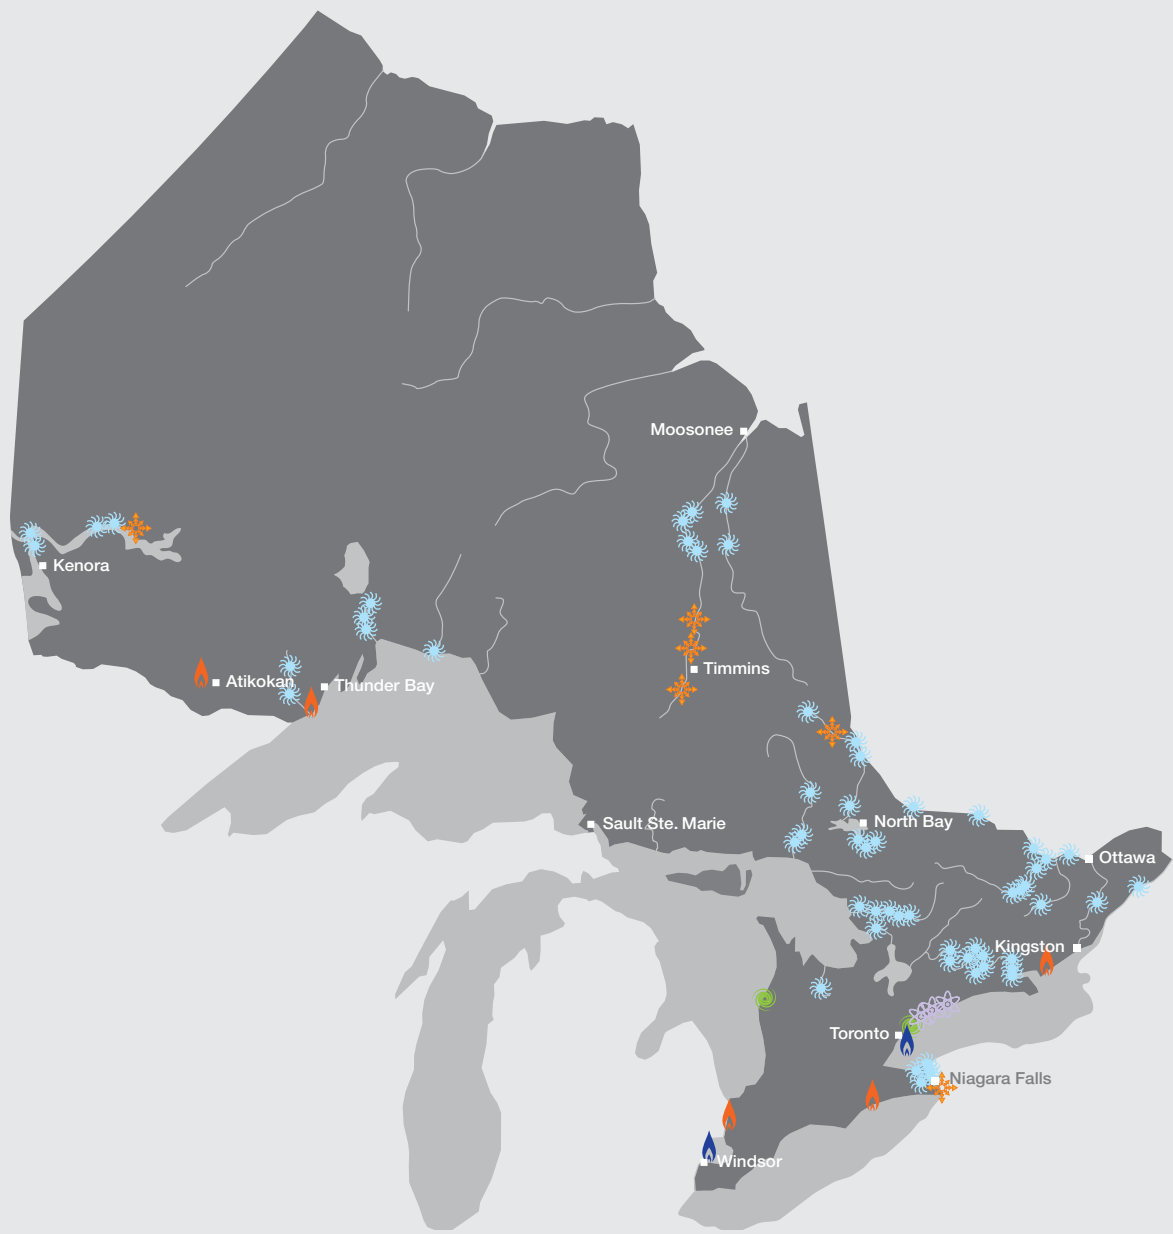 Moosonee
Kenora
Timmins
Atikokan
Thunder Bay
Sault Ste. Marie
North Bay
Ottawa
Kingston
Toronto
Niagara Falls
Windsor